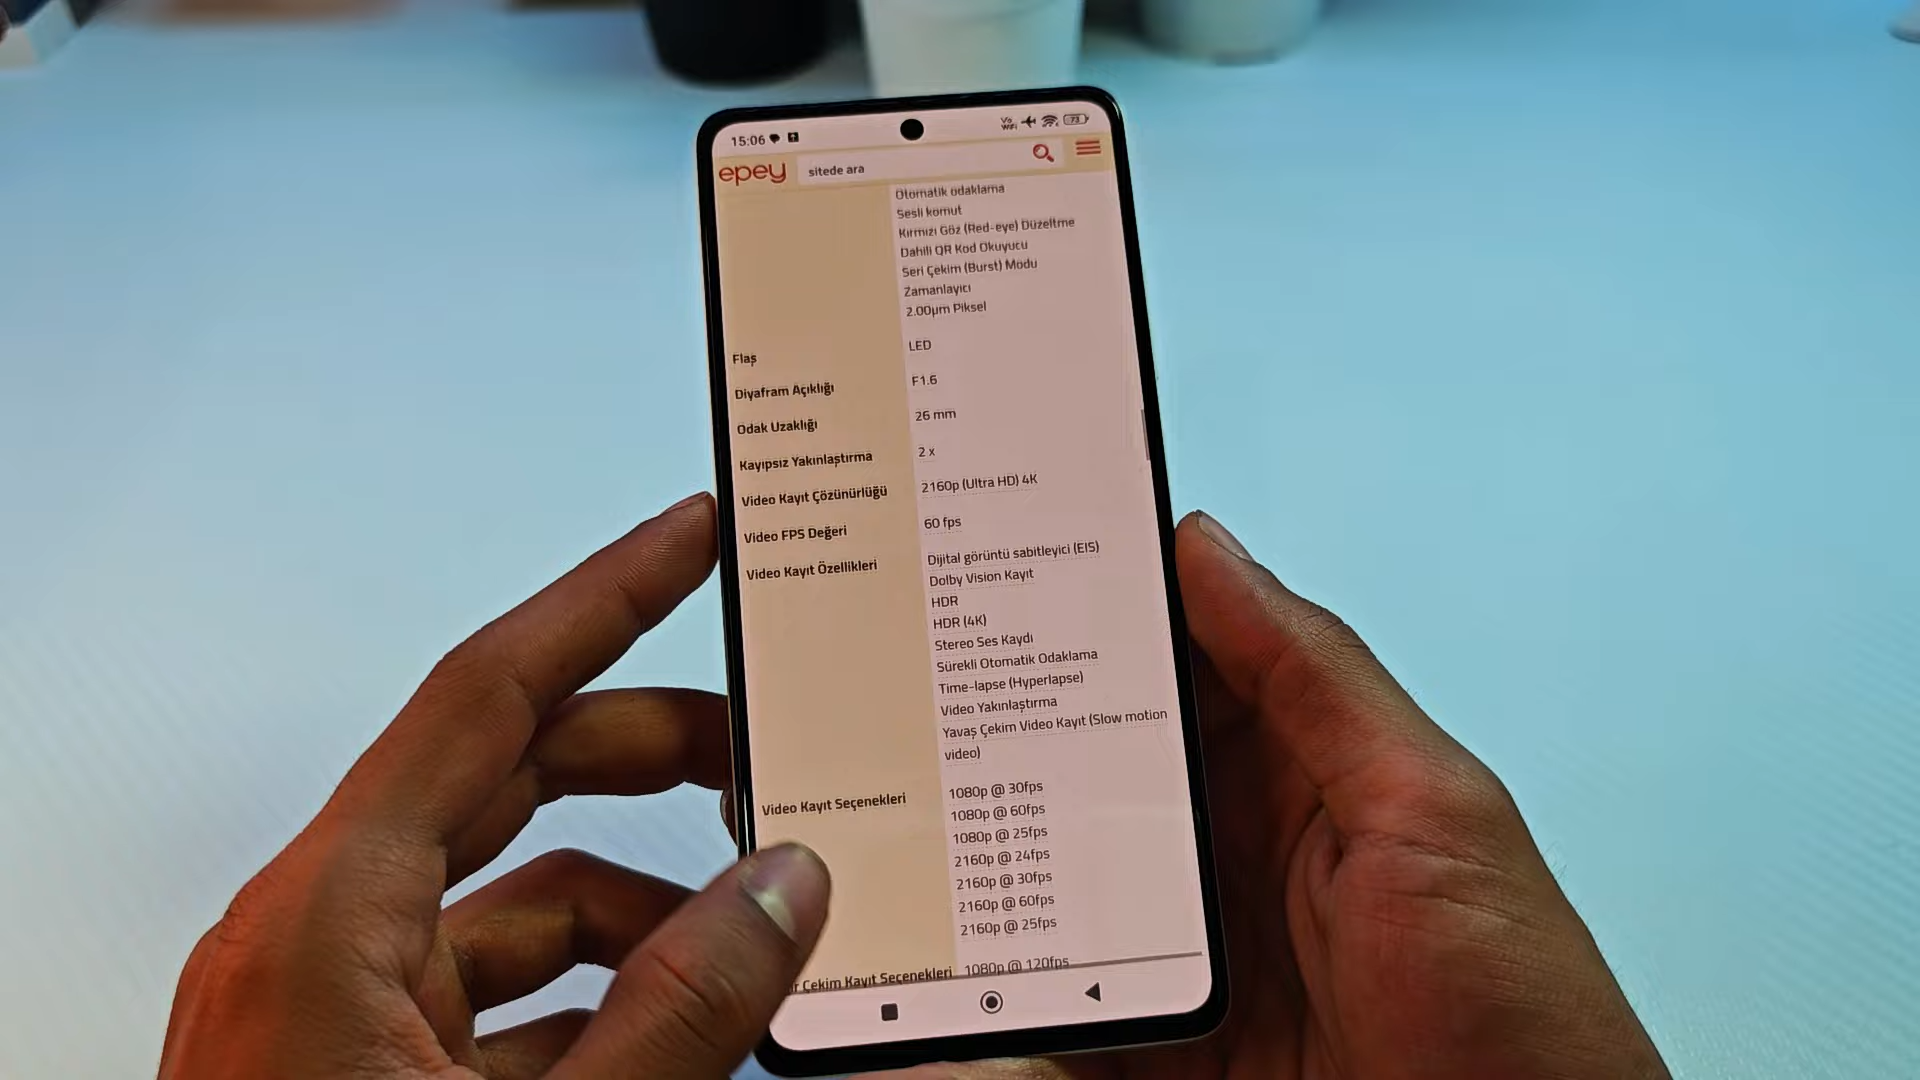 15:06
Vo WiFi
73
epey
sitede ara
Otomatik odaklama
Sesli komut
Kırmızı Göz (Red-eye) Düzeltme
Dahili QR Kod Okuyucu
Seri Çekim (Burst) Modu
Zamanlayıcı
2.00µm Piksel
Flaş
LED
Diyafram Açıklığı
F1.6
Odak Uzaklığı
26 mm
Kayıpsız Yakınlaştırma
2 x
Video Kayıt Çözünürlüğü
2160p (Ultra HD) 4K
Video FPS Değeri
60 fps
Video Kayıt Özellikleri
Dijital görüntü sabitleyici (EIS)
Dolby Vision Kayıt
HDR
HDR (4K)
Stereo Ses Kaydı
Sürekli Otomatik Odaklama
Time-lapse (Hyperlapse)
Video Yakınlaştırma
Yavaş Çekim Video Kayıt (Slow motion
video)
Video Kayıt Seçenekleri
1080p @ 30fps
1080p @ 60fps
1080p @ 25fps
2160p @ 24fps
2160p @ 30fps
2160p @ 60fps
2160p @ 25fps
Çekim Kayıt Seçenekleri
1080p @ 120fps